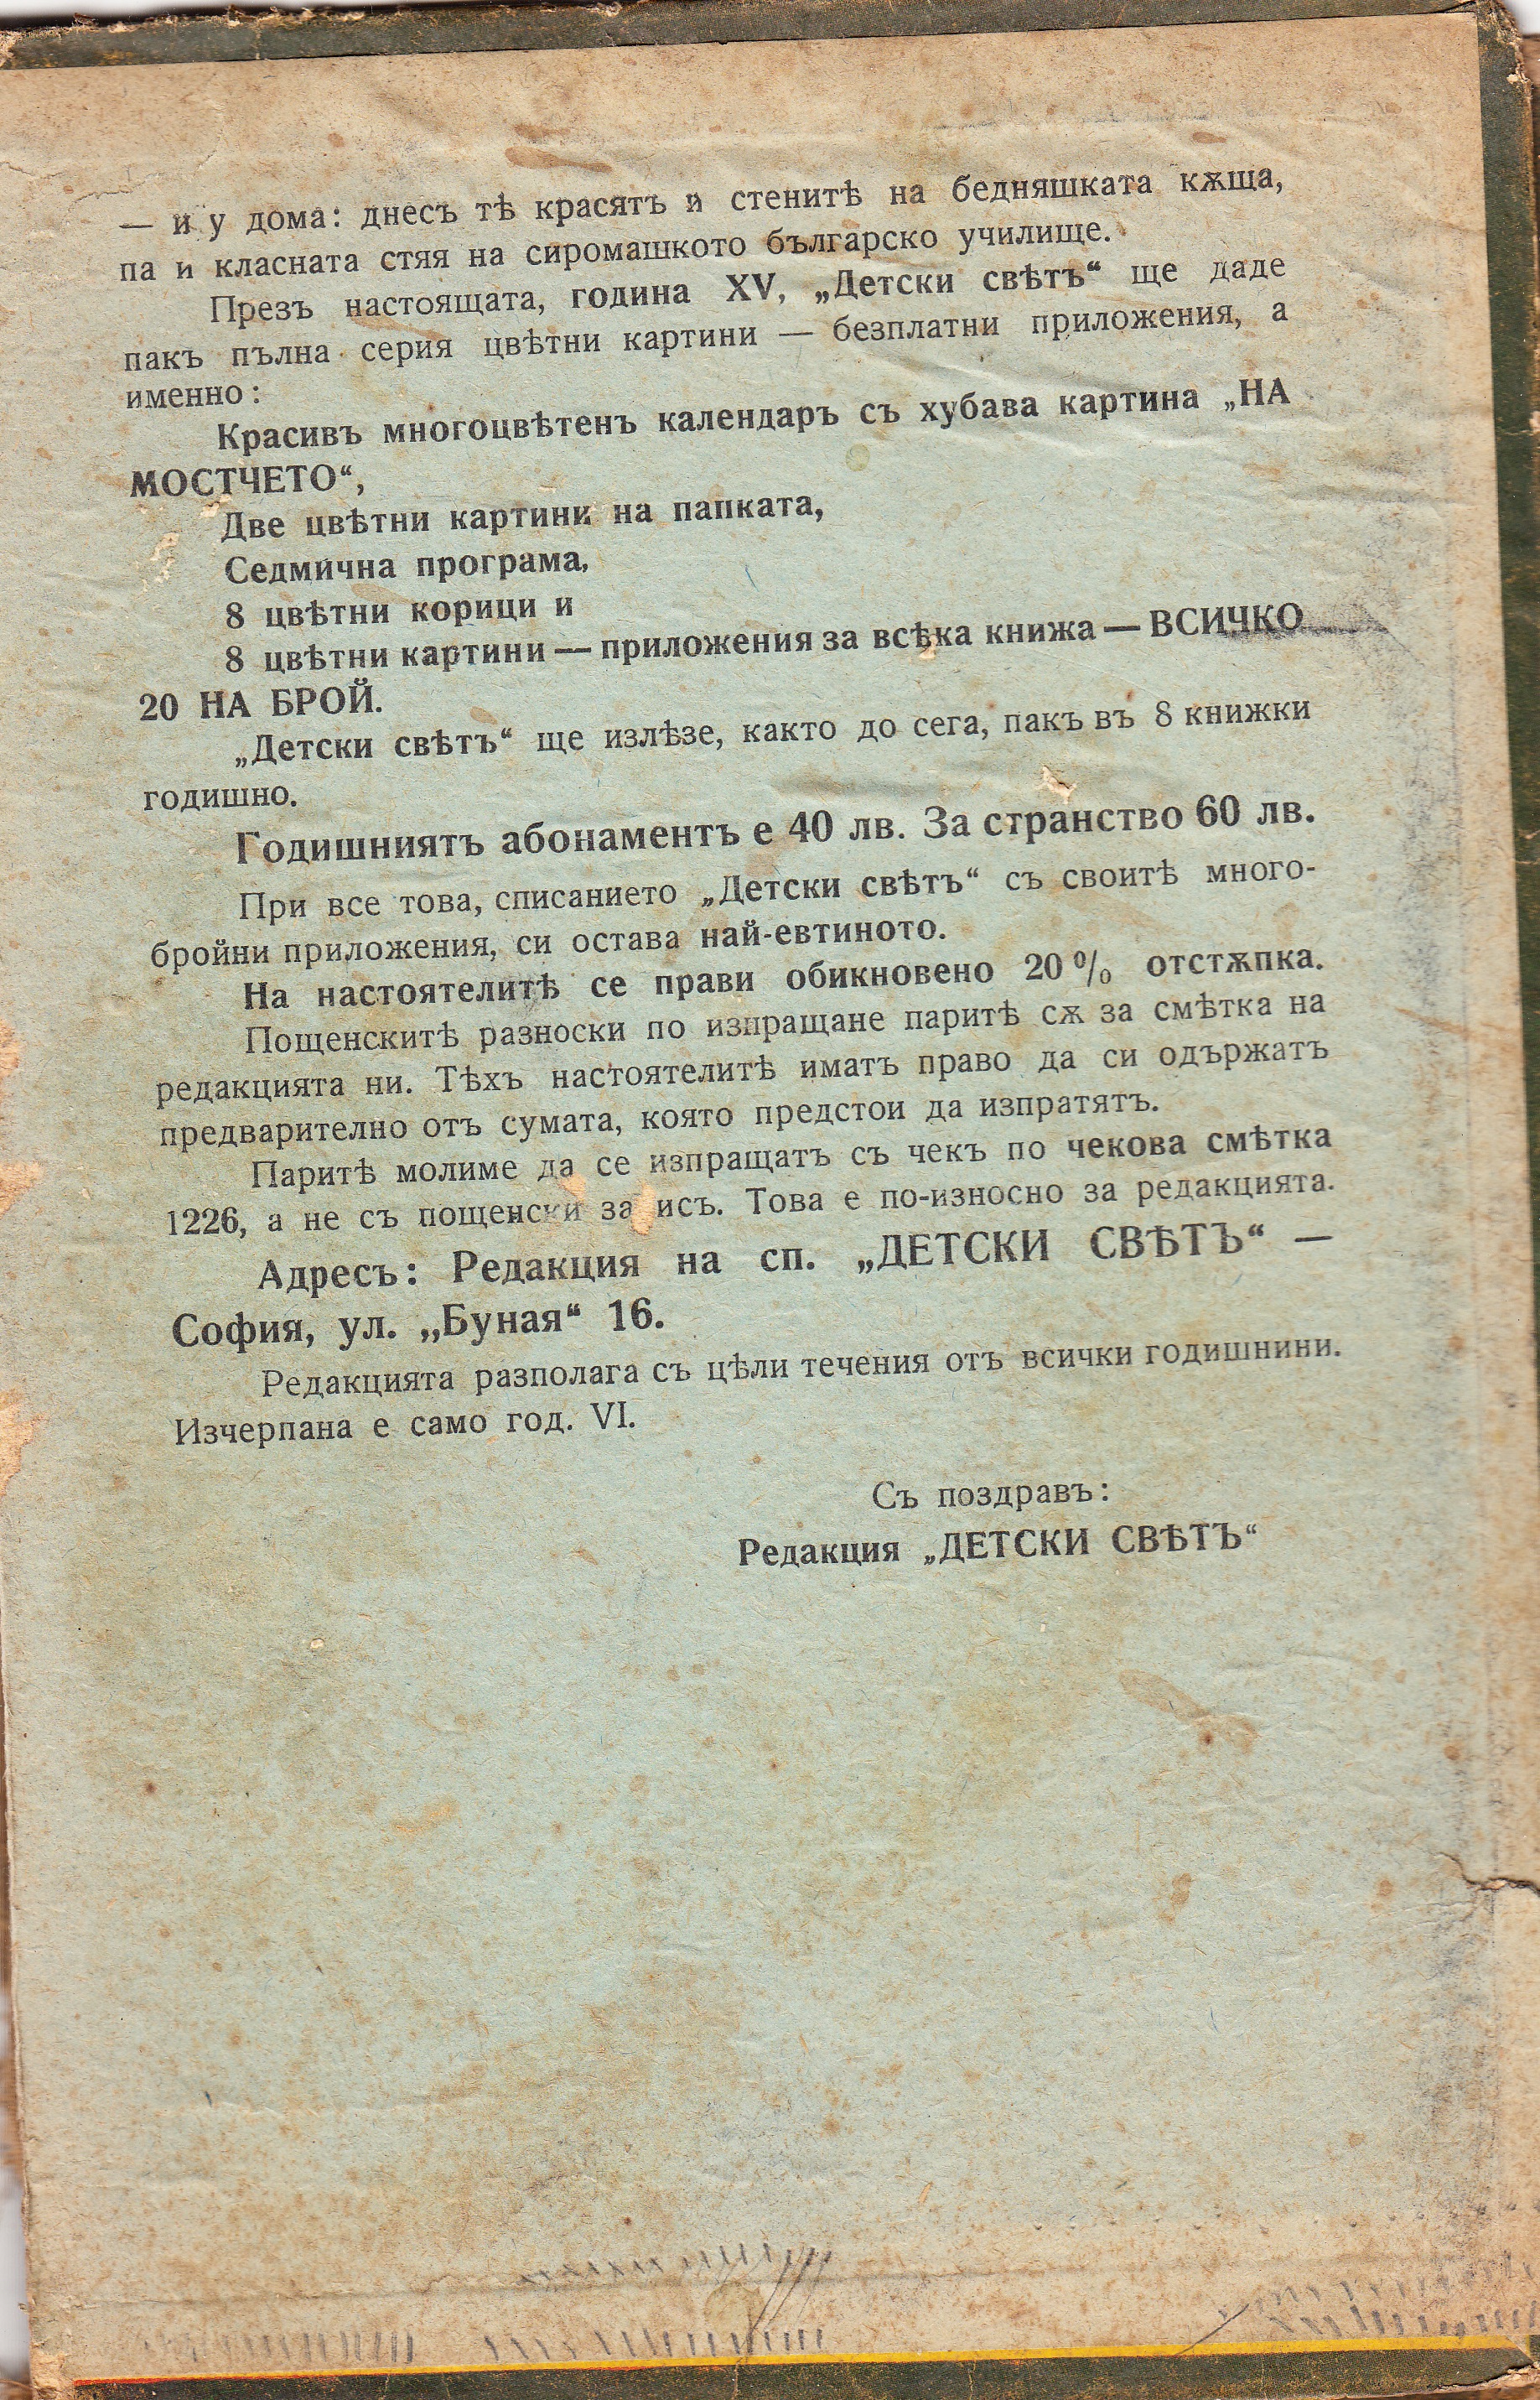 — и у дома: днесъ тѣ красятъ и стенитѣ на бедняшката кѫща,
па и класната стяя на сиромашкото българско училище.
Презъ настоящата, година XV, „Детски свѣтъ“ ще даде
пакъ пълна серия цвѣтни картини — безплатни приложения, а
именно:
Красивъ многоцвѣтенъ календаръ съ хубава картина „НА
МОСТЧЕТО“,
Две цвѣтни картини на папката,
Седмична програма,
8 цвѣтни корици и
8 цвѣтни картини — приложения за всѣка книжа — ВСИЧКО
20 НА БРОЙ.
„Детски свѣтъ“ ще излѣзе, както до сега, пакъ въ 8 книжки
годишно.
Годишниятъ абонаментъ е 40 лв. За странство 60 лв.
При все това, списанието „Детски свѣтъ“ съ своитѣ много-
бройни приложения, си остава най-евтиното.
На настоятелитѣ се прави обикновено 20% отстѫпка.
Пощенскитѣ разноски по изпращане паритѣ сѫ за смѣтка на
редакцията ни. Тѣхъ настоятелитѣ иматъ право да си одържатъ
предварително отъ сумата, която предстои да изпратятъ.
Паритѣ молиме да се изпращатъ съ чекъ по чекова смѣтка
1226, а не съ пощенски за исъ. Това е по-износно за редакцията.
Адресъ: Редакция на сп. „ДЕТСКИ СВѢТЪ“ —
София, ул. „Буная“ 16.
Редакцията разполага съ цѣли течения отъ всички годишнини.
Изчерпана е само год. VI.
Съ поздравъ:
Редакция „ДЕТСКИ СВѢТЪ“